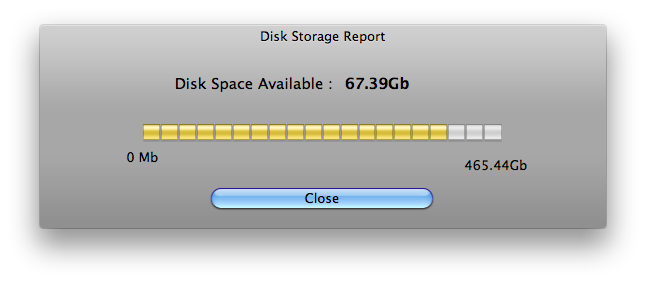 Disk Storage Report
Disk Space Available : 67.39Gb
0 Mb
465.44Gb
Close